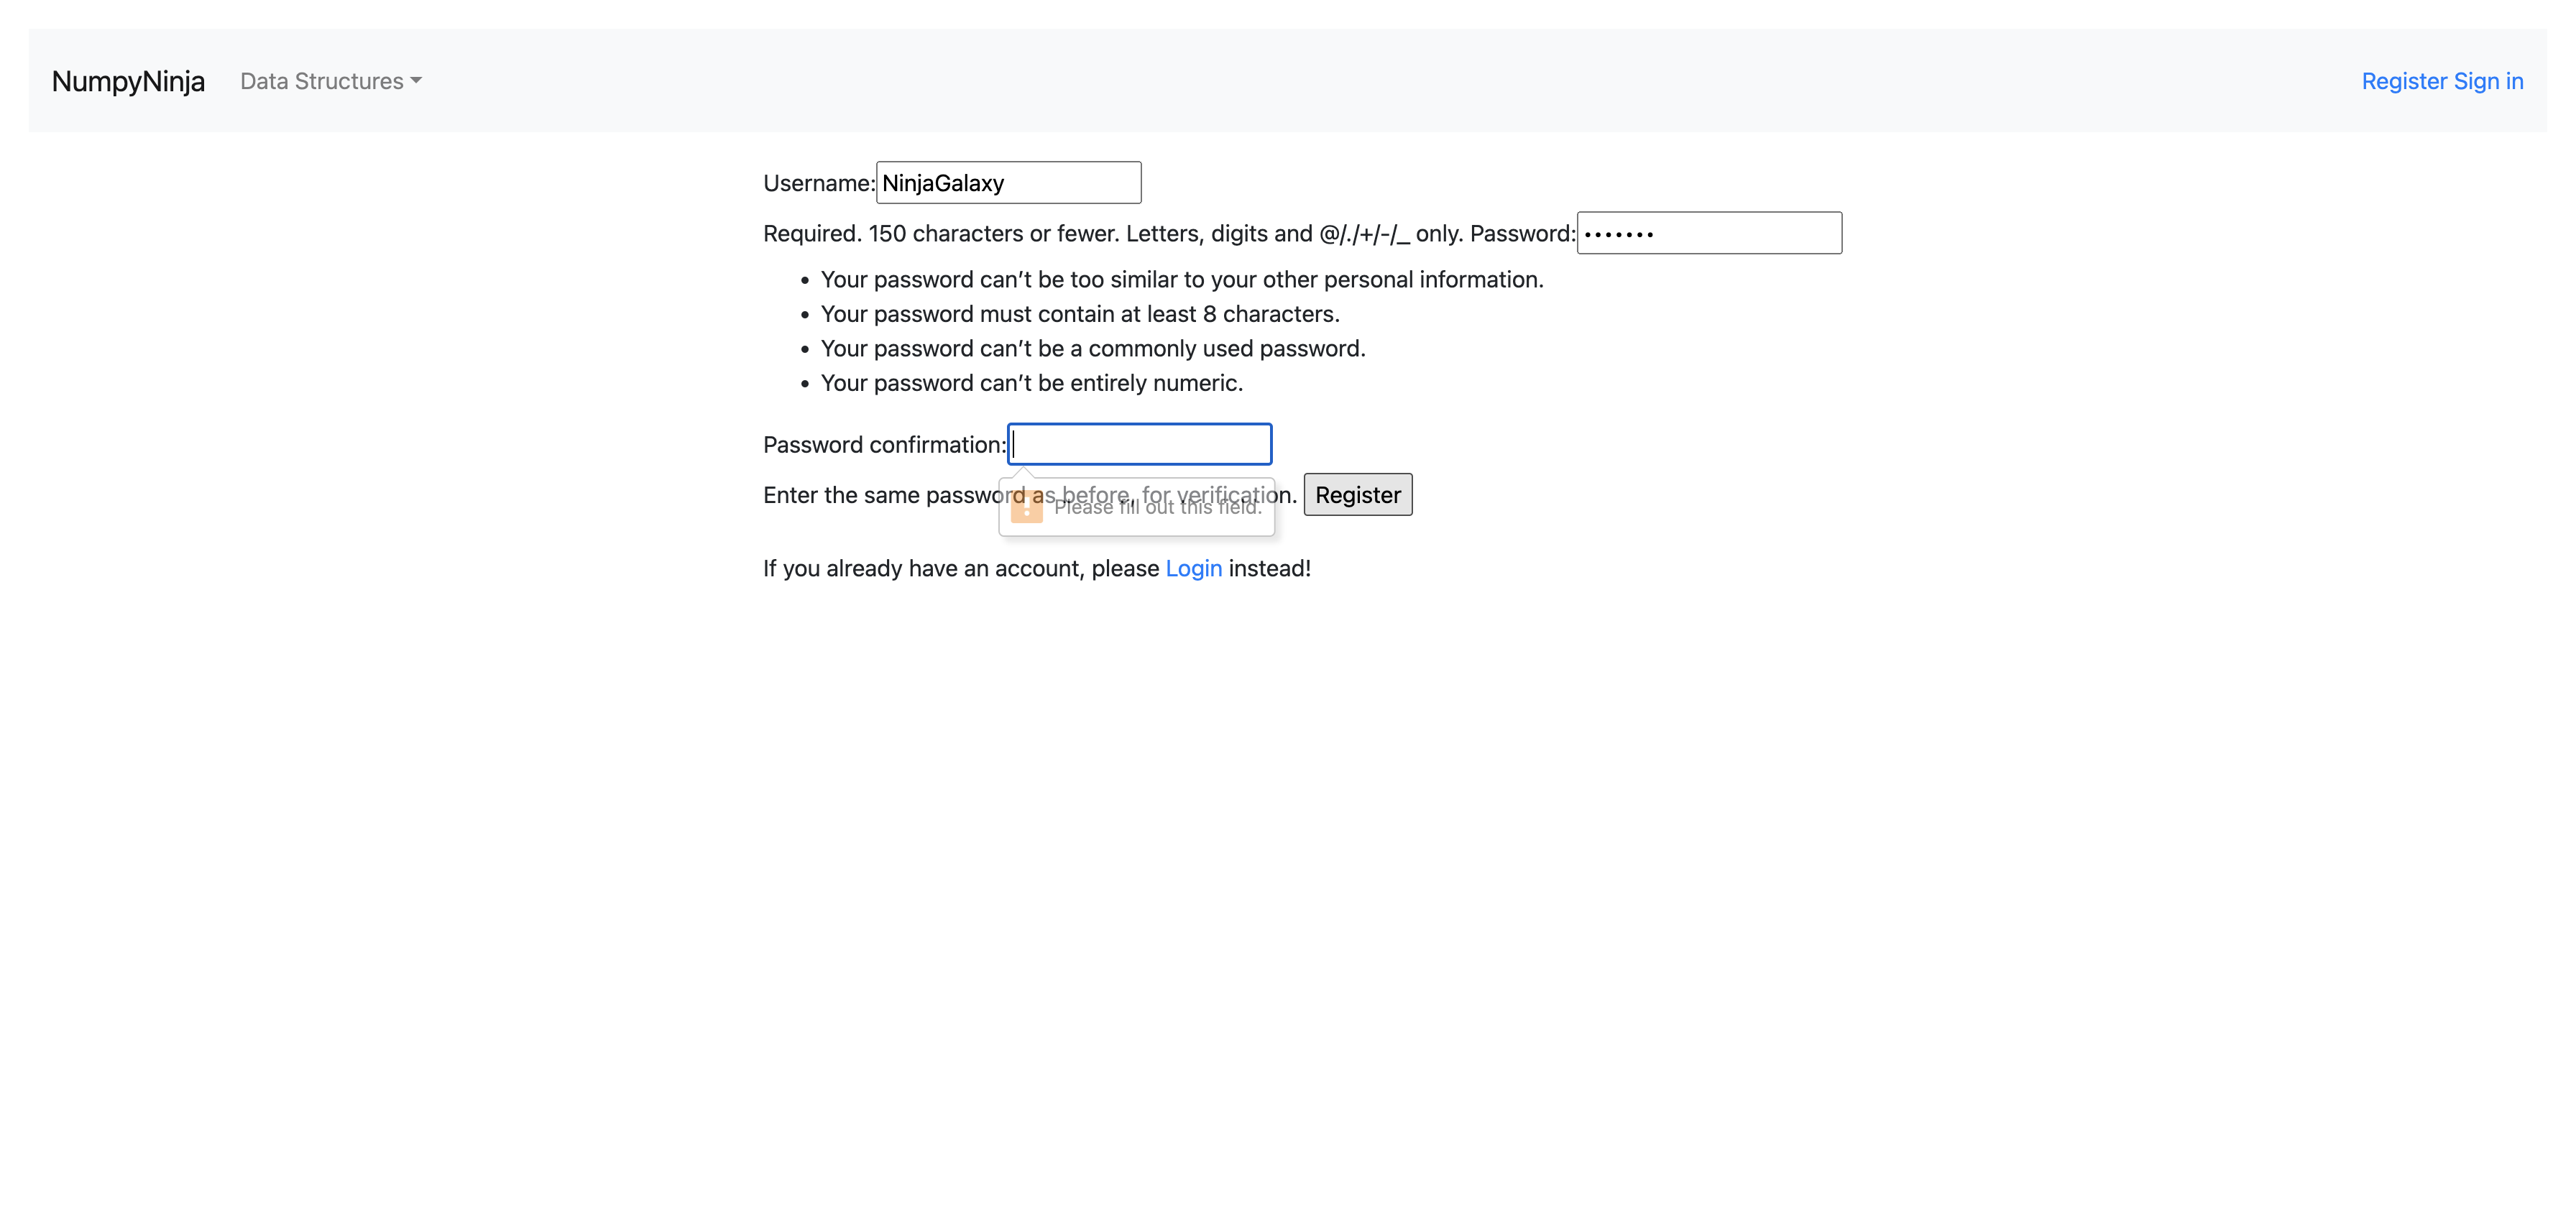 NumpyNinja Data Structures Register Sign in
Username: NinjaGalaxy
Required. 150 characters or fewer. Letters, digits and @/./+/-/_ only. Password: •••••••
• Your password can’t be too similar to your other personal information.
• Your password must contain at least 8 characters.
• Your password can’t be a commonly used password.
• Your password can’t be entirely numeric.
Password confirmation:
Enter the same password as before, for verification. Register
Please fill out this field.
If you already have an account, please Login instead!